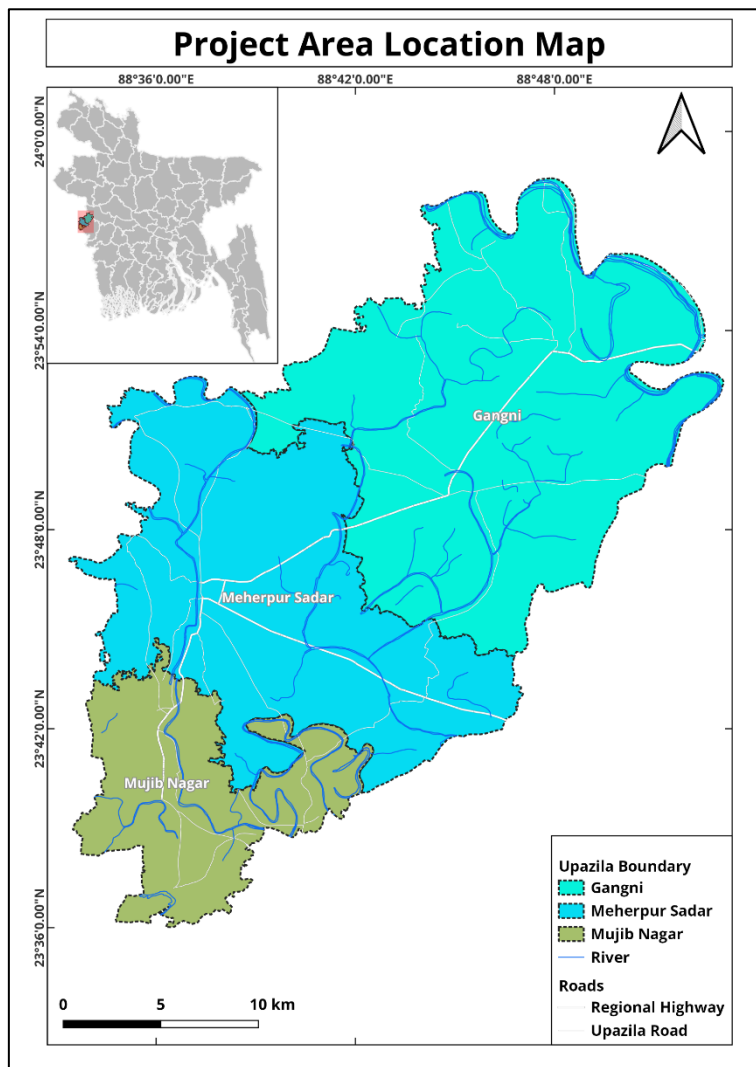 Project Area Location Map
88°36'0.00"E
88°42'0.00"E
88°48'0.00"E
24°0'0.00"N
23°54'0.00"N
23°48'0.00"N
23°42'0.00"N
23°36'0.00"N
Gangni
Meherpur Sadar
Mujib Nagar
0 5 10 km
Upazila Boundary
Gangni
Meherpur Sadar
Mujib Nagar
River
Roads
Regional Highway
Upazila Road